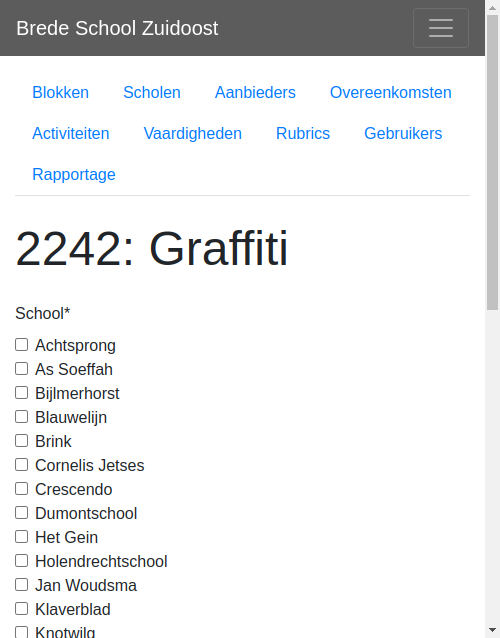 Brede School Zuidoost
Blokken Scholen Aanbieders Overeenkomsten
Activiteiten Vaardigheden Rubrics Gebruikers
Rapportage
2242: Graffiti
School*
Achtsprong
As Soeffah
Bijlmerhorst
Blauwelijn
Brink
Cornelis Jetses
Crescendo
Dumontschool
Het Gein
Holendrechtschool
Jan Woudsma
Klaverblad
Knotwilg